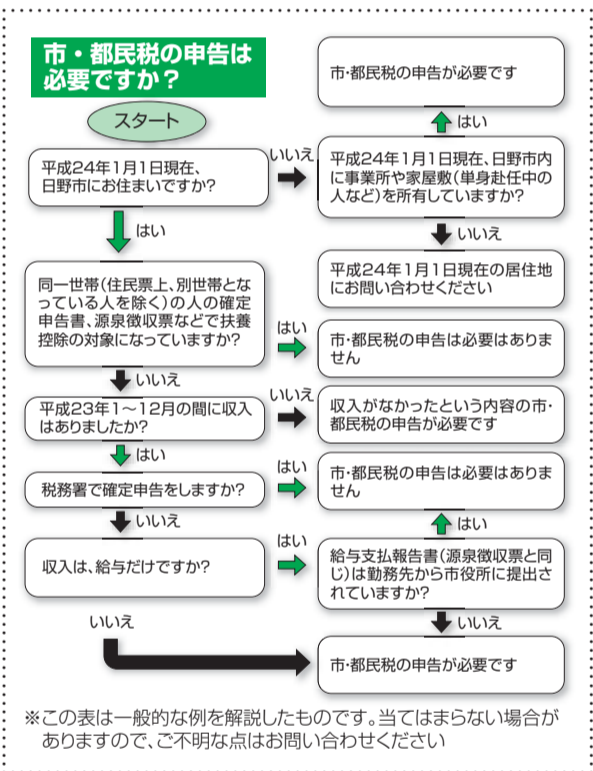 市・都民税の申告は
必要ですか？
スタート
平成24年1月1日現在、
日野市にお住まいですか？
いいえ
平成24年1月1日現在、日野市内
に事業所や家屋敷（単身赴任中の
人など）を所有していますか？
はい
市・都民税の申告が必要です
いいえ
平成24年1月1日現在の居住地
にお問い合わせください
はい
同一世帯（住民票上、別世帯とな
っている人を除く）の人の確定
申告書、源泉徴収票などで扶養
控除の対象になっていますか？
はい
市・都民税の申告は必要はありま
せん
いいえ
平成23年1〜12月の間に収入
はありましたか？
いいえ
収入がなかったという内容の市・
都民税の申告が必要です
はい
税務署で確定申告をしますか？
はい
市・都民税の申告は必要はありま
せん
いいえ
収入は、給与だけですか？
はい
給与支払報告書（源泉徴収票と同
じ）は勤務先から市役所に提出さ
れていますか？
はい
いいえ
いいえ
市・都民税の申告が必要です
※この表は一般的な例を解説したものです。当てはまらない場合が
ありますので、ご不明な点はお問い合わせください